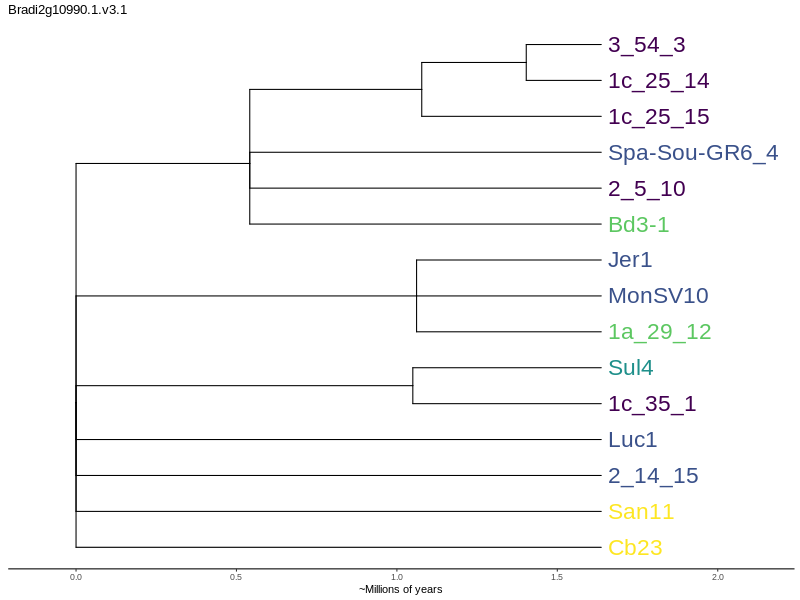 Bradi2g10990.1.v3.1
3_54_3
1c_25_14
1c_25_15
Spa-Sou-GR6_4
2_5_10
Bd3-1
Jer1
MonSV10
1a_29_12
Sul4
1c_35_1
Luc1
2_14_15
San11
Cb23
0.0 0.5 1.0 1.5 2.0
~Millions of years